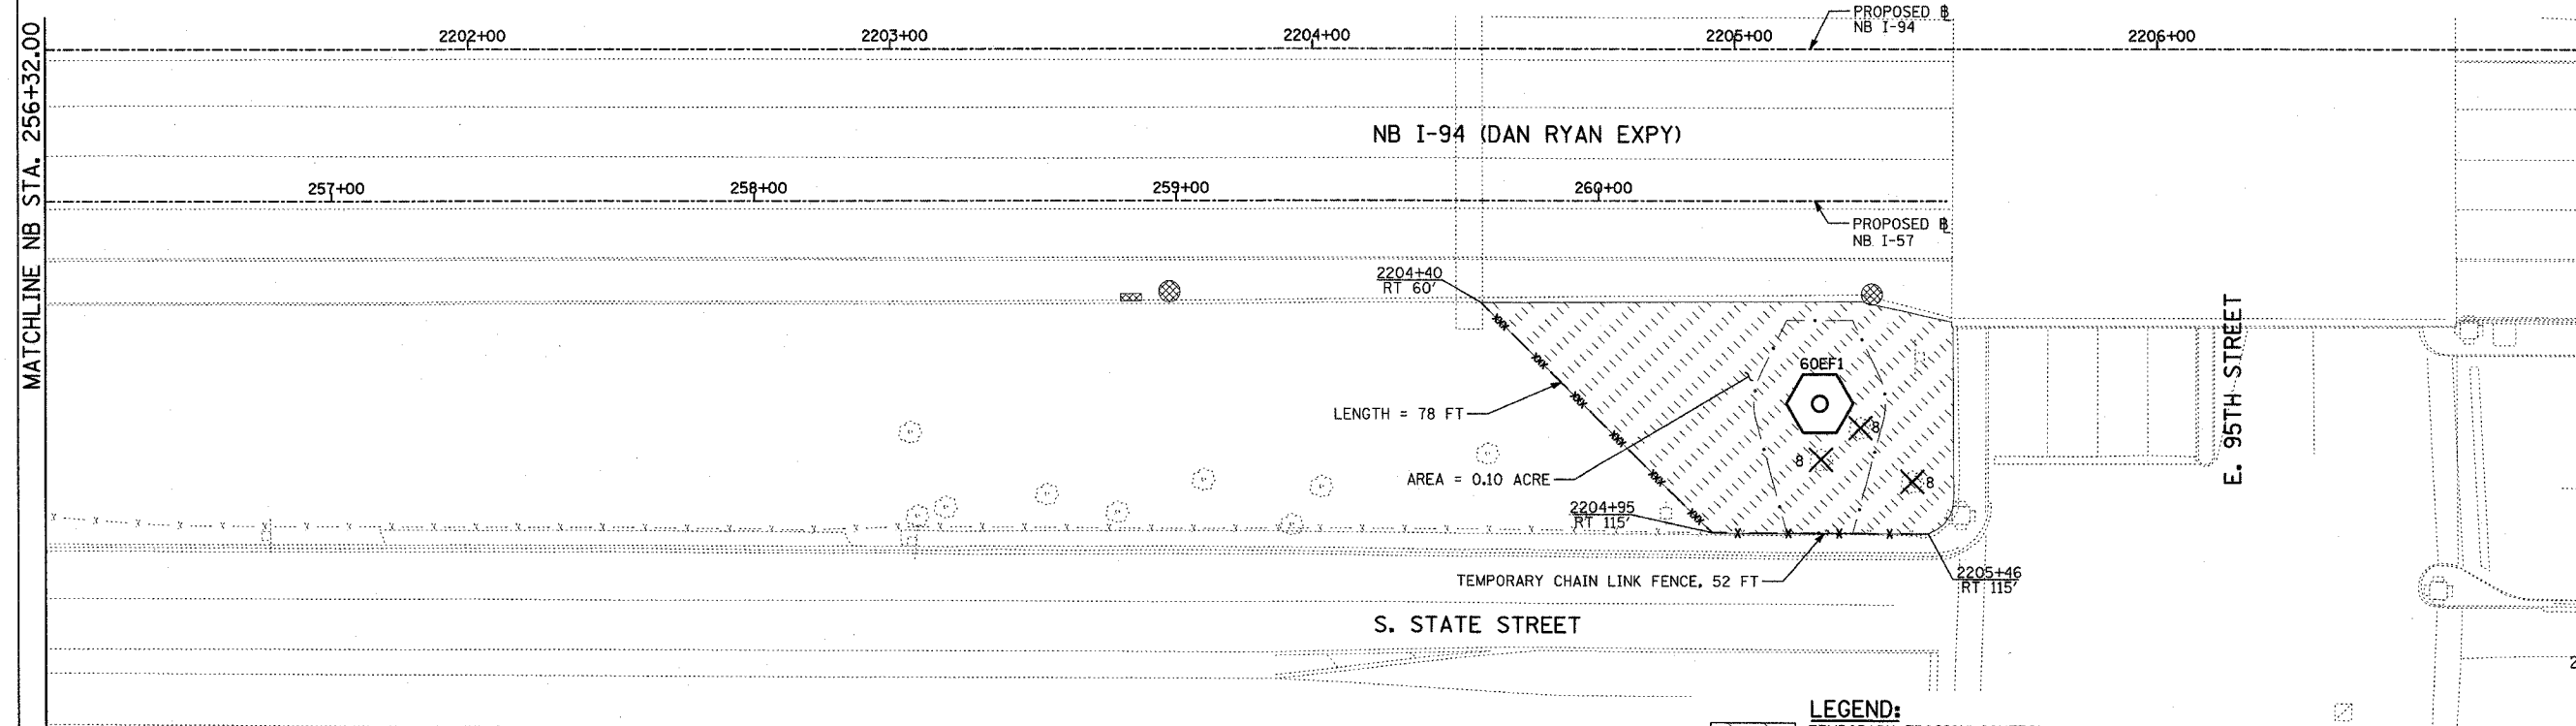 MATCHLINE NB STA. 256+32.00
2202+00
2203+00
2204+00
2205+00
2206+00
PROPOSED ℄
NB I-94
NB I-94 (DAN RYAN EXPY)
257+00
258+00
259+00
260+00
PROPOSED ℄
NB I-57
2204+40
RT 60'
60EF1
LENGTH = 78 FT
AREA = 0.10 ACRE
8
8
8
2204+95
RT 115'
TEMPORARY CHAIN LINK FENCE, 52 FT
2205+46
RT 115'
E. 95TH STREET
S. STATE STREET
LEGEND: